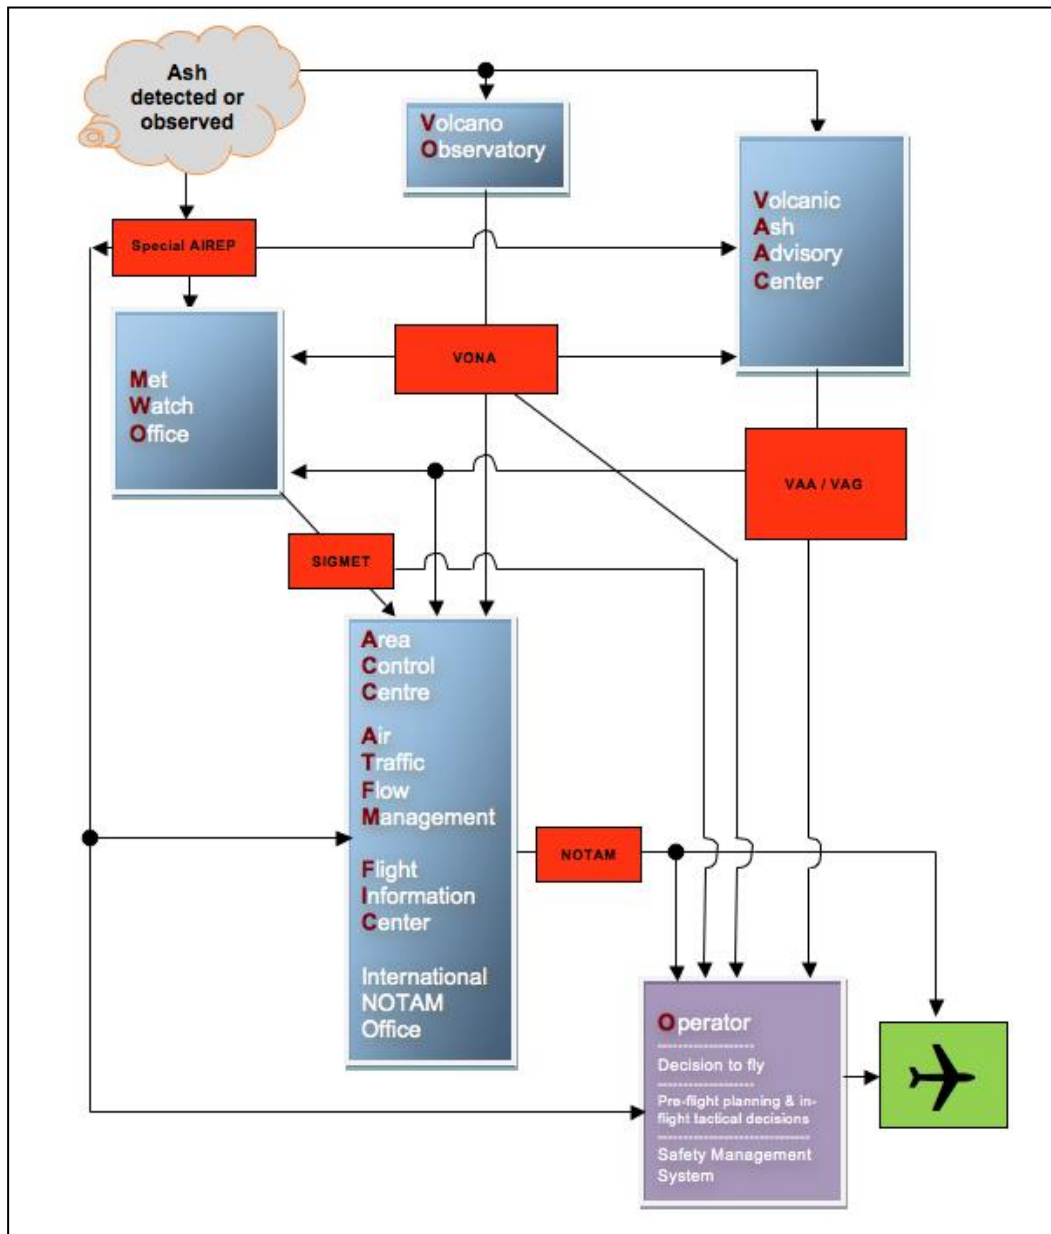 Ash
detected or
observed
Volcano
Observatory
Volcanic
Ash
Advisory
Center
Special AIREP
VONA
Met
Watch
Office
VAA / VAG
SIGMET
Area
Control
Centre
Air
Traffic
Flow
Management
Flight
Information
Center
International
NOTAM
Office
NOTAM
Operator
-------------------
Decision to fly
-------------------
Pre-flight planning & in-
flight tactical decisions
------------------------------
Safety Management
System